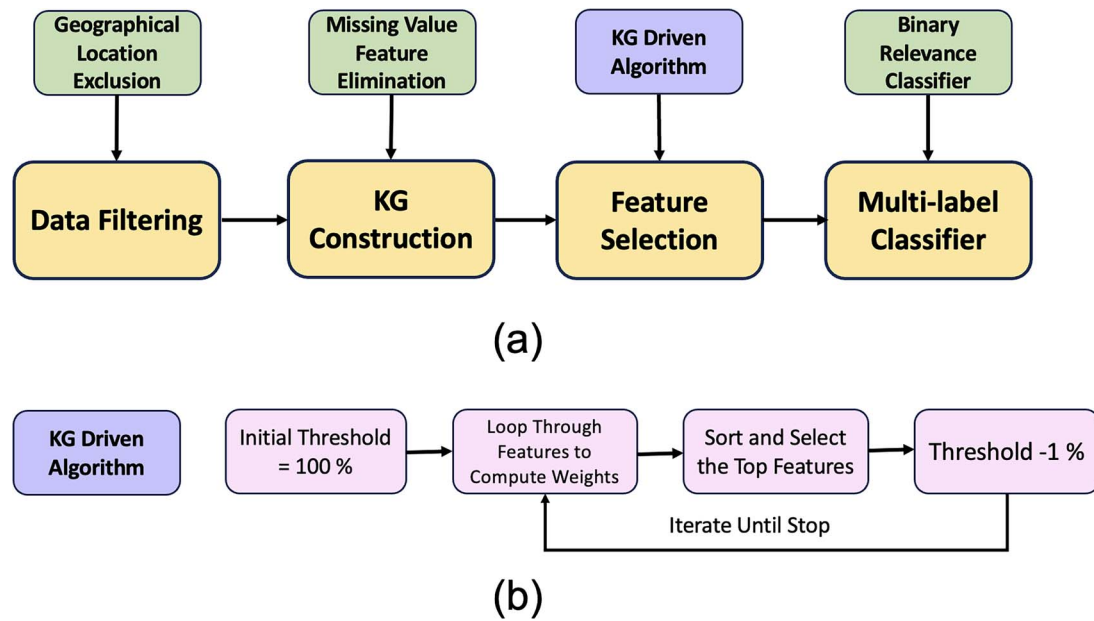 Geographical
Location
Exclusion
Missing Value
Feature
Elimination
KG Driven
Algorithm
Binary
Relevance
Classifier
Data Filtering
KG
Construction
Feature
Selection
Multi-label
Classifier
(a)
KG Driven
Algorithm
Initial Threshold
= 100 %
Loop Through
Features to
Compute Weights
Sort and Select
the Top Features
Threshold -1 %
Iterate Until Stop
(b)